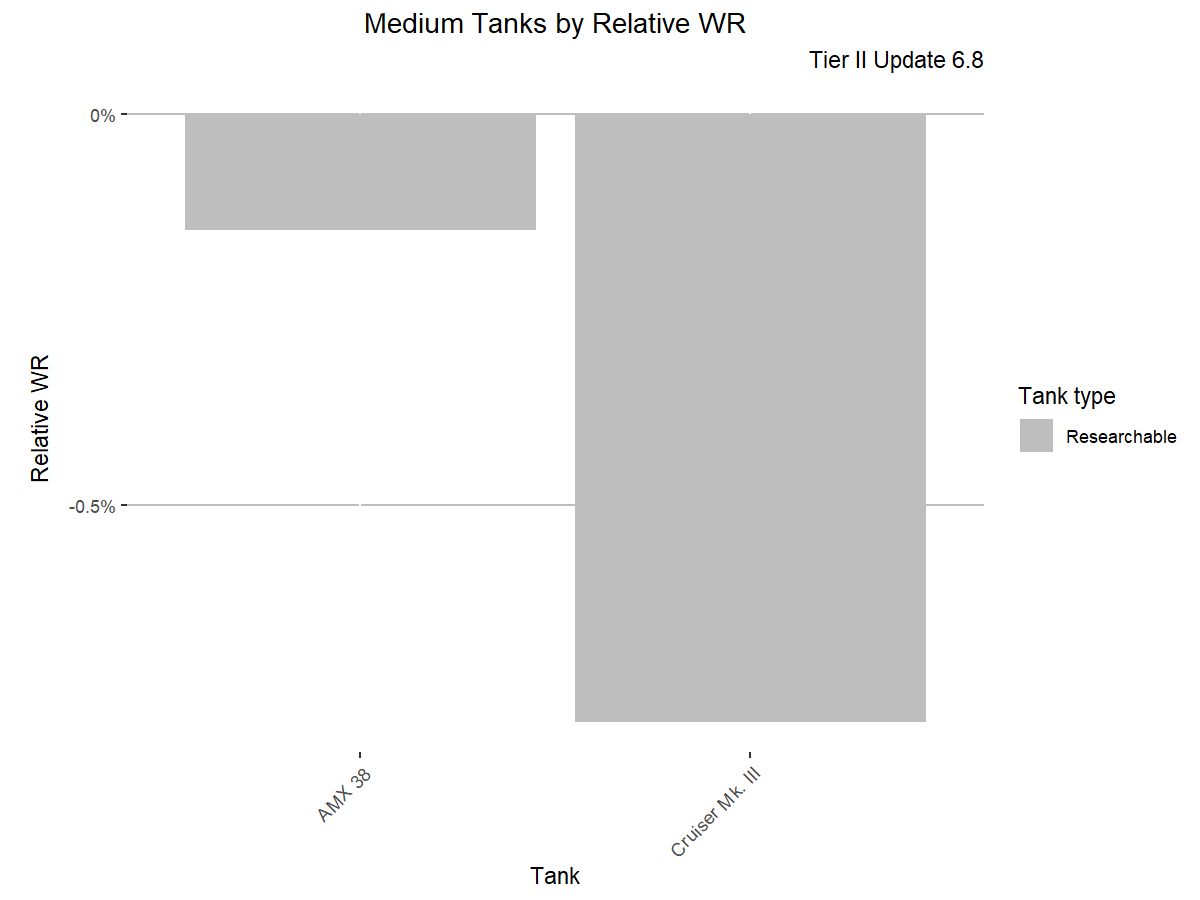 Medium Tanks by Relative WR
Tier II Update 6.8
0%
-0.5%
Relative WR
AMX 38
Cruiser Mk. III
Tank
Tank type
Researchable